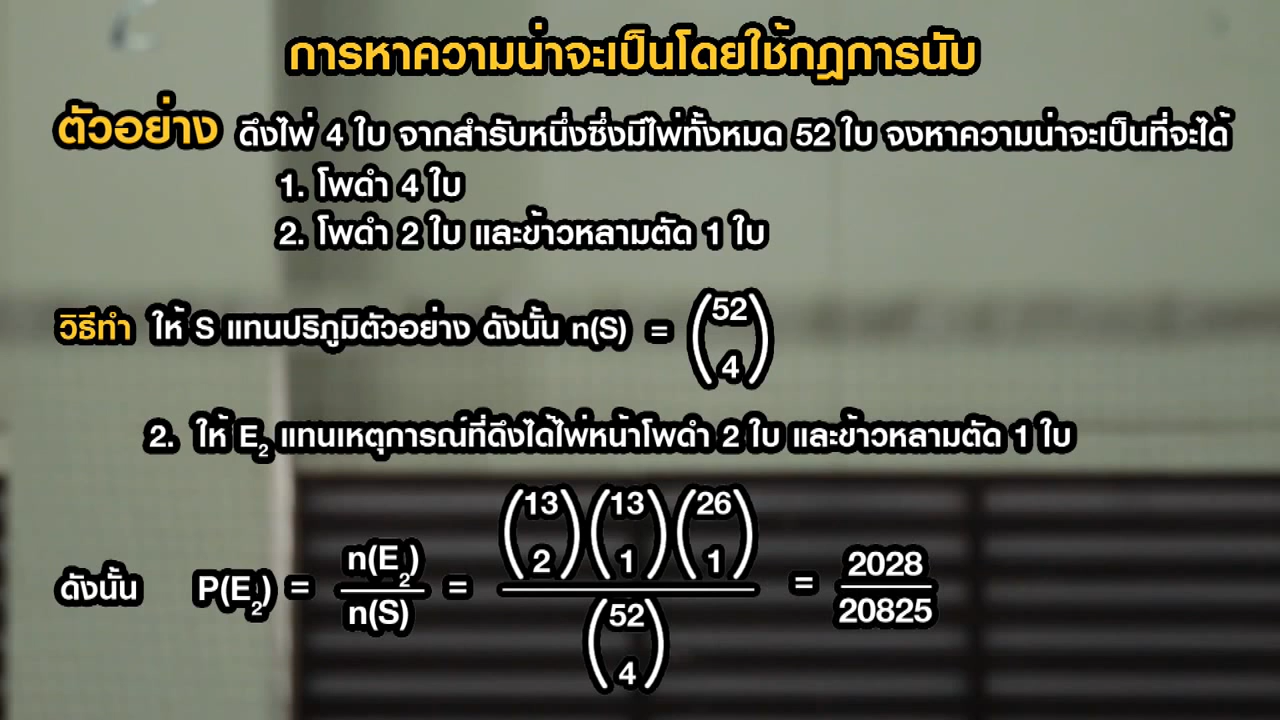 การหาความน่าจะเป็นโดยใช้กฎการนับ
ตัวอย่าง ดึงไพ่ 4 ใบ จากสำรับหนึ่งซึ่งมีไพ่ทั้งหมด 52 ใบ จงหาความน่าจะเป็นที่จะได้
1. โพดำ 4 ใบ
2. โพดำ 2 ใบ และข้าวหลามตัด 1 ใบ
วิธีทำ ให้ S แทนปริภูมิตัวอย่าง ดังนั้น n(S) = (52 4)
2. ให้ E₂ แทนเหตุการณ์ที่ดึงได้ไพ่หน้าโพดำ 2 ใบ และข้าวหลามตัด 1 ใบ
ดังนั้น P(E₂) = n(E₂)/n(S) = (13 2)(13 1)(26 1)/(52 4) = 2028/20825